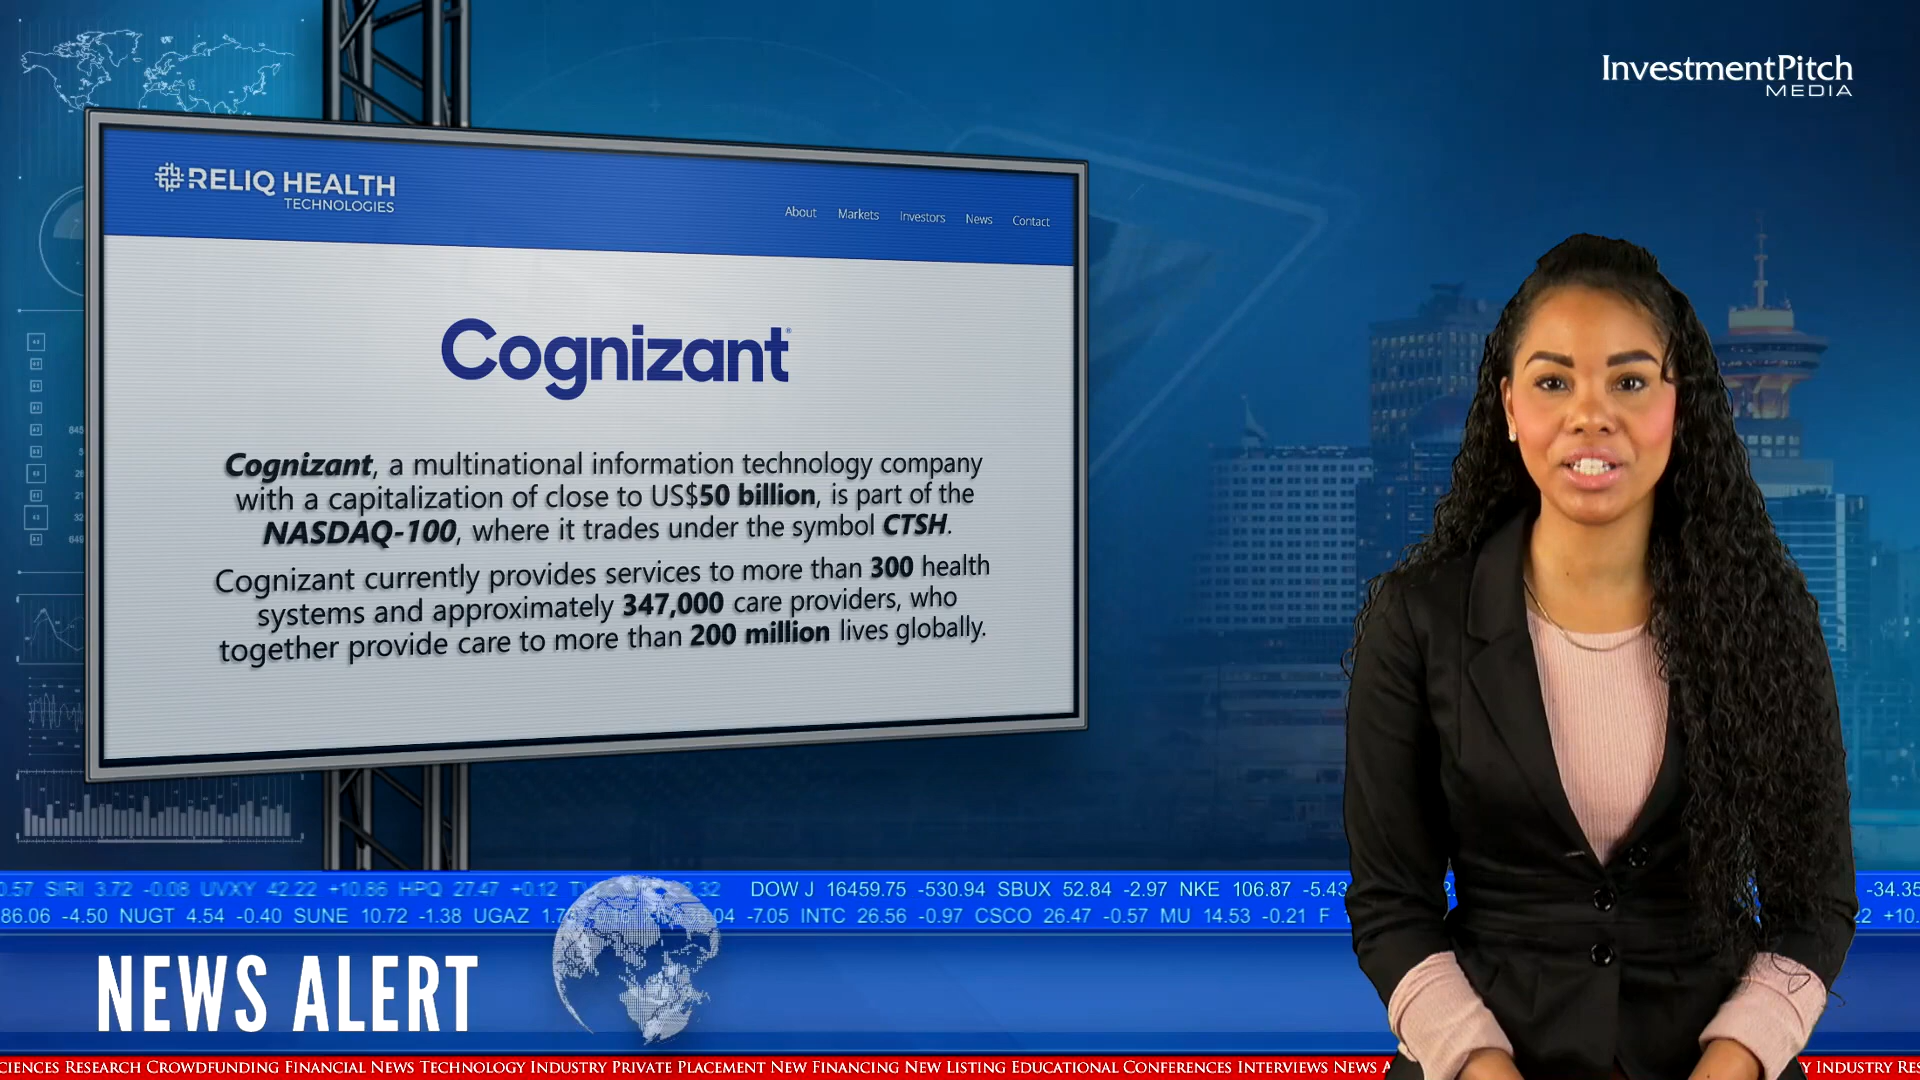 InvestmentPitch
MEDIA
RELIQ HEALTH
TECHNOLOGIES
About Markets Investors News Contact
Cognizant®
Cognizant, a multinational information technology company
with a capitalization of close to US$50 billion, is part of the
NASDAQ-100, where it trades under the symbol CTSH.
Cognizant currently provides services to more than 300 health
systems and approximately 347,000 care providers, who
together provide care to more than 200 million lives globally.
0.57 SIRI 3.72 -0.08 UVXY 42.22 +10.86 HPQ 27.47 +0.12 DOW J 16459.75 -530.94 SBUX 52.84 -2.97 NKE 106.87 -5.43 -34.35
86.06 -4.50 NUGT 4.54 -0.40 SUNE 10.72 -1.38 UGAZ -7.05 INTC 26.56 -0.97 CSCO 26.47 -0.57 MU 14.53 -0.21 F +10.
NEWS ALERT
CIENCES RESEARCH CROWDFUNDING FINANCIAL NEWS TECHNOLOGY INDUSTRY PRIVATE PLACEMENT NEW FINANCING NEW LISTING EDUCATIONAL CONFERENCES INTERVIEWS NEWS A Y INDUSTRY RES